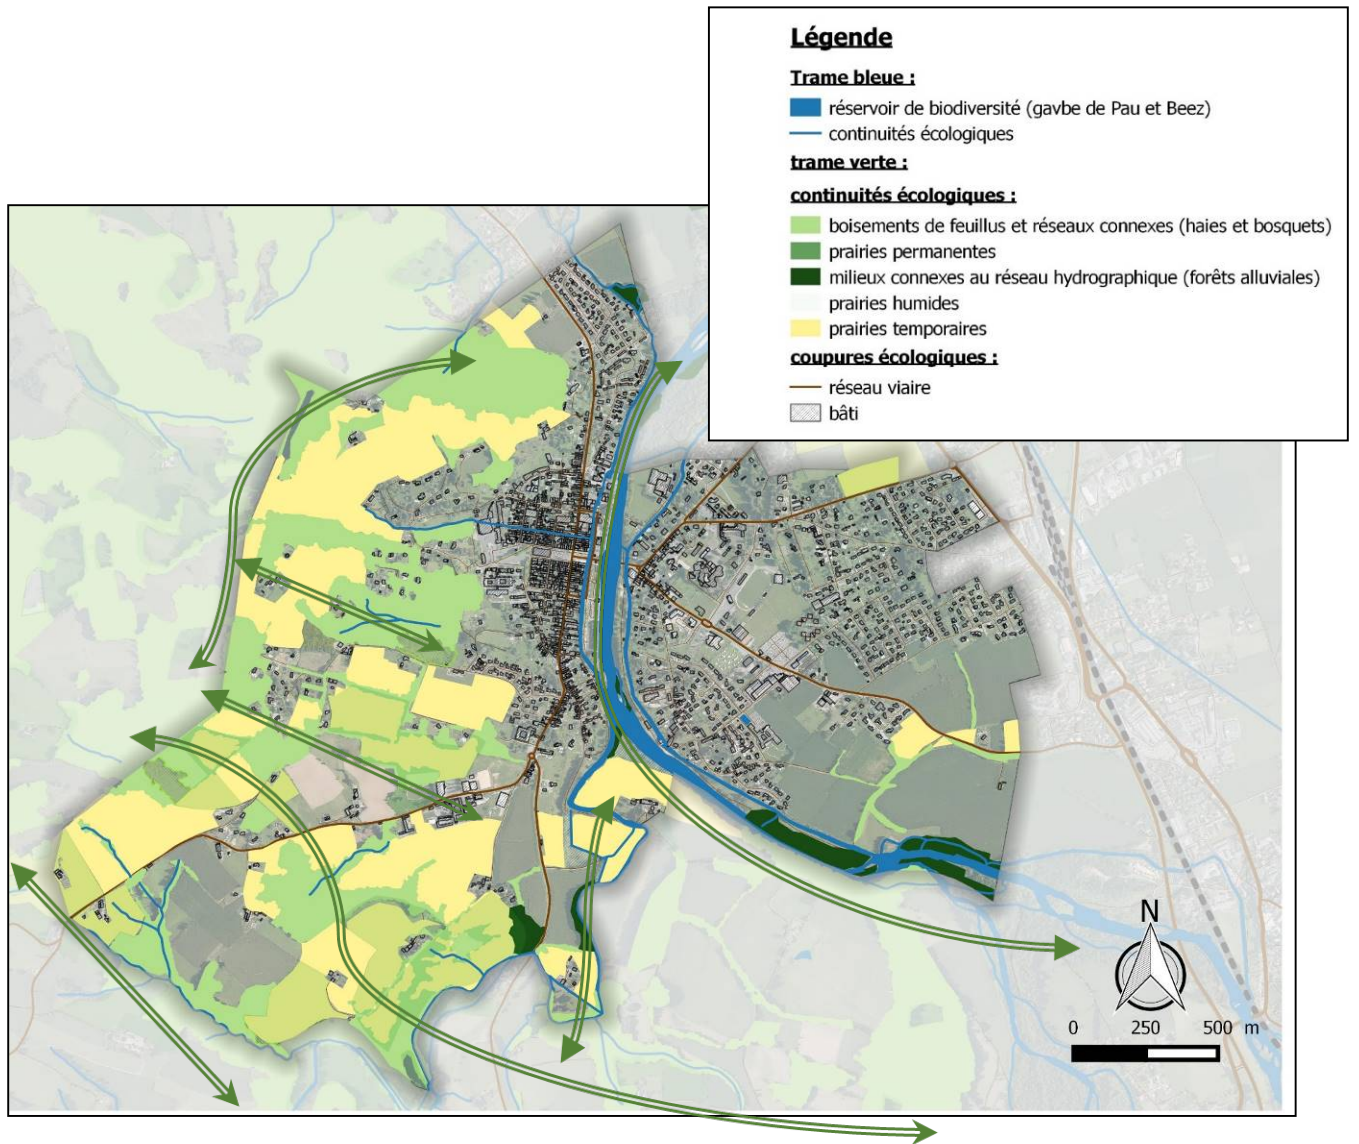 Légende
Trame bleue :
réservoir de biodiversité (gavbe de Pau et Beez)
continuités écologiques
trame verte :
continuités écologiques :
boisements de feuillus et réseaux connexes (haies et bosquets)
prairies permanentes
milieux connexes au réseau hydrographique (forêts alluviales)
prairies humides
prairies temporaires
coupures écologiques :
réseau viaire
bâti
N
0 250 500 m